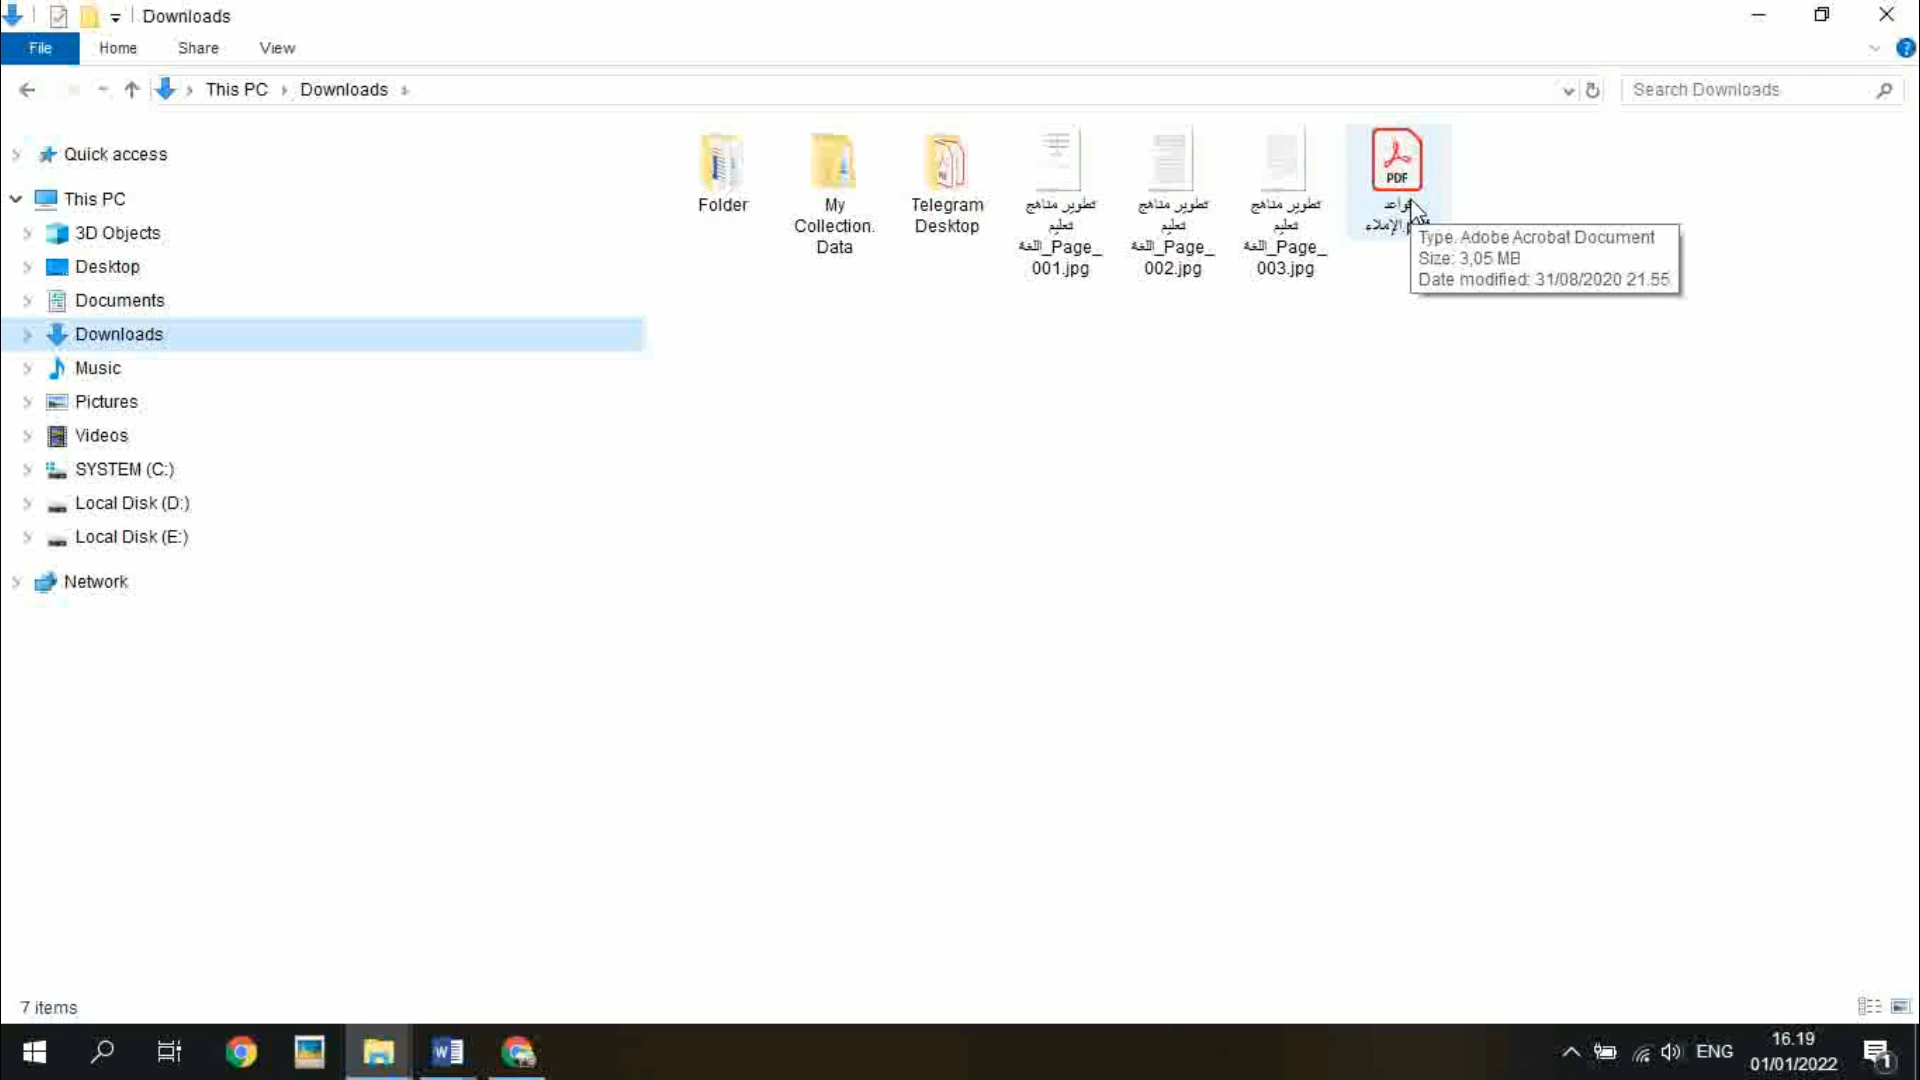 Downloads
File
Home
Share
View
This PC
Downloads
Search Downloads
Quick access
This PC
3D Objects
Desktop
Documents
Downloads
Music
Pictures
Videos
SYSTEM (C:)
Local Disk (D:)
Local Disk (E:)
Network
Folder
My
Collection.
Data
Telegram
Desktop
تطوير مناهج
تعليم
اللغة_Page_
001.jpg
تطوير مناهج
تعليم
اللغة_Page_
002.jpg
تطوير مناهج
تعليم
اللغة_Page_
003.jpg
PDF
قواعد
الإملاء
Type: Adobe Acrobat Document
Size: 3,05 MB
Date modified: 31/08/2020 21.55
7 items
ENG
16.19
01/01/2022
1